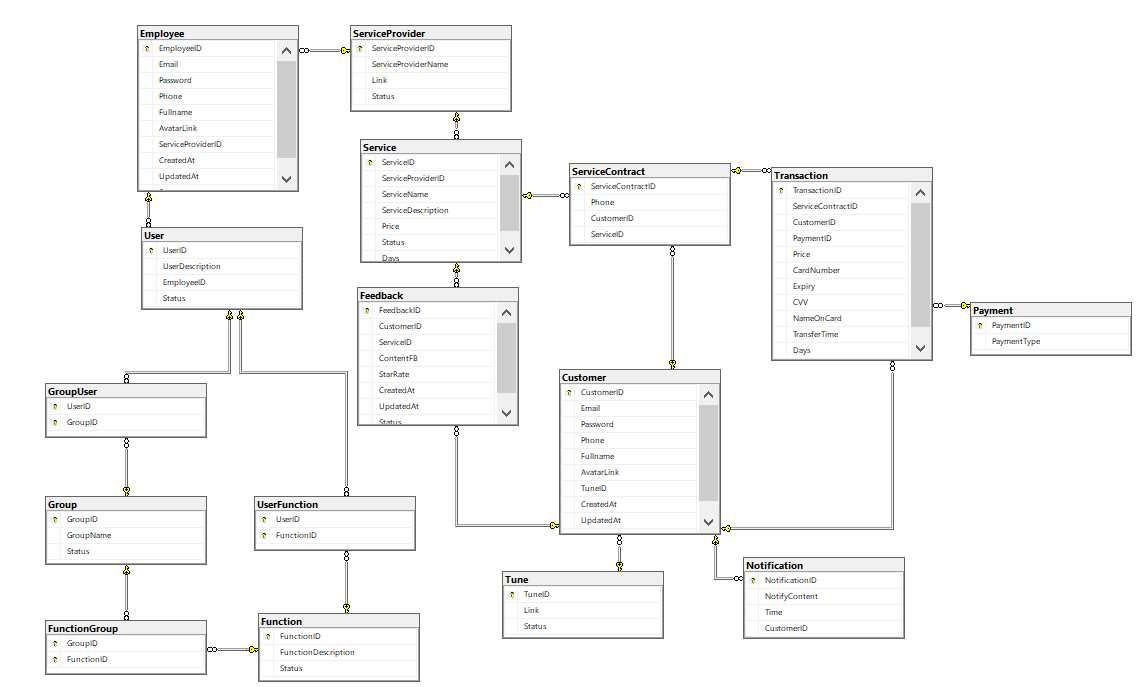 Employee
EmployeeID
Email
Password
Phone
Fullname
AvatarLink
ServiceProviderID
CreatedAt
UpdatedAt
ServiceProvider
ServiceProviderID
ServiceProviderName
Link
Status
Service
ServiceID
ServiceProviderID
ServiceName
ServiceDescription
Price
Status
Days
ServiceContract
ServiceContractID
Phone
CustomerID
ServiceID
Transaction
TransactionID
ServiceContractID
CustomerID
PaymentID
Price
CardNumber
Expiry
CVV
NameOnCard
TransferTime
Days
User
UserID
UserDescription
EmployeeID
Status
Feedback
FeedbackID
CustomerID
ServiceID
ContentFB
StarRate
CreatedAt
UpdatedAt
Status
Payment
PaymentID
PaymentType
Customer
CustomerID
Email
Password
Phone
Fullname
AvatarLink
TuneID
CreatedAt
UpdatedAt
GroupUser
UserID
GroupID
Group
GroupID
GroupName
Status
UserFunction
UserID
FunctionID
Tune
TuneID
Link
Status
Notification
NotificationID
NotifyContent
Time
CustomerID
FunctionGroup
GroupID
FunctionID
Function
FunctionID
FunctionDescription
Status